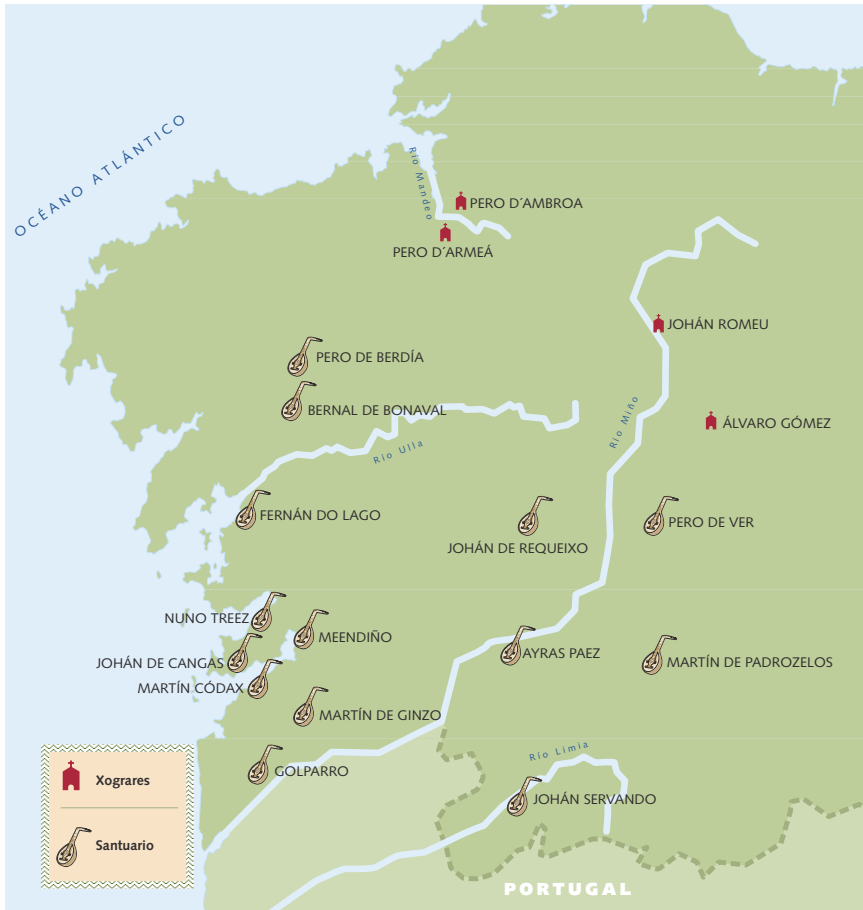 OCÉANO ATLÁNTICO
Río Mandeo
PERO D´AMBROA
PERO D´ARMEÁ
JOHÁN ROMEU
PERO DE BERDÍA
BERNAL DE BONAVAL
Río Miño
ÁLVARO GÓMEZ
Río Ulla
FERNÁN DO LAGO
PERO DE VER
JOHÁN DE REQUEIXO
NUNO TREEZ
MEENDIÑO
AYRAS PAEZ
JOHÁN DE CANGAS
MARTÍN DE PADROZELOS
MARTÍN CÓDAX
MARTÍN DE GINZO
Río Limia
GOLPARRO
Xograres
JOHÁN SERVANDO
Santuario
PORTUGAL